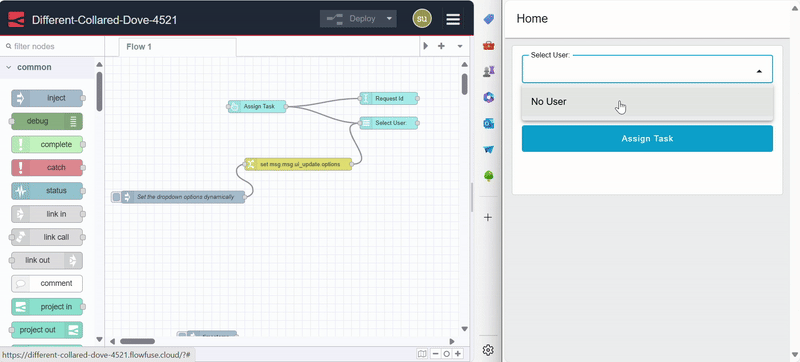 Different-Collared-Dove-4521
Deploy
su
filter nodes
Flow 1
common
inject
debug
complete
catch
status
link in
link call
link out
comment
project in
project out
Assign Task
Request Id
Select User
set msg.msg.ui_update.options
Set the dropdown options dynamically
https://different-collared-dove-4521.flowfuse.cloud/?#
Home
Select User:
No User
Assign Task